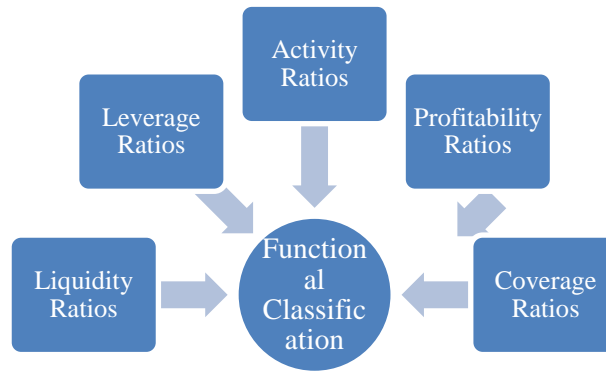 Activity
Ratios
Leverage
Ratios
Profitability
Ratios
Liquidity
Ratios
Function
al
Classific
ation
Coverage
Ratios